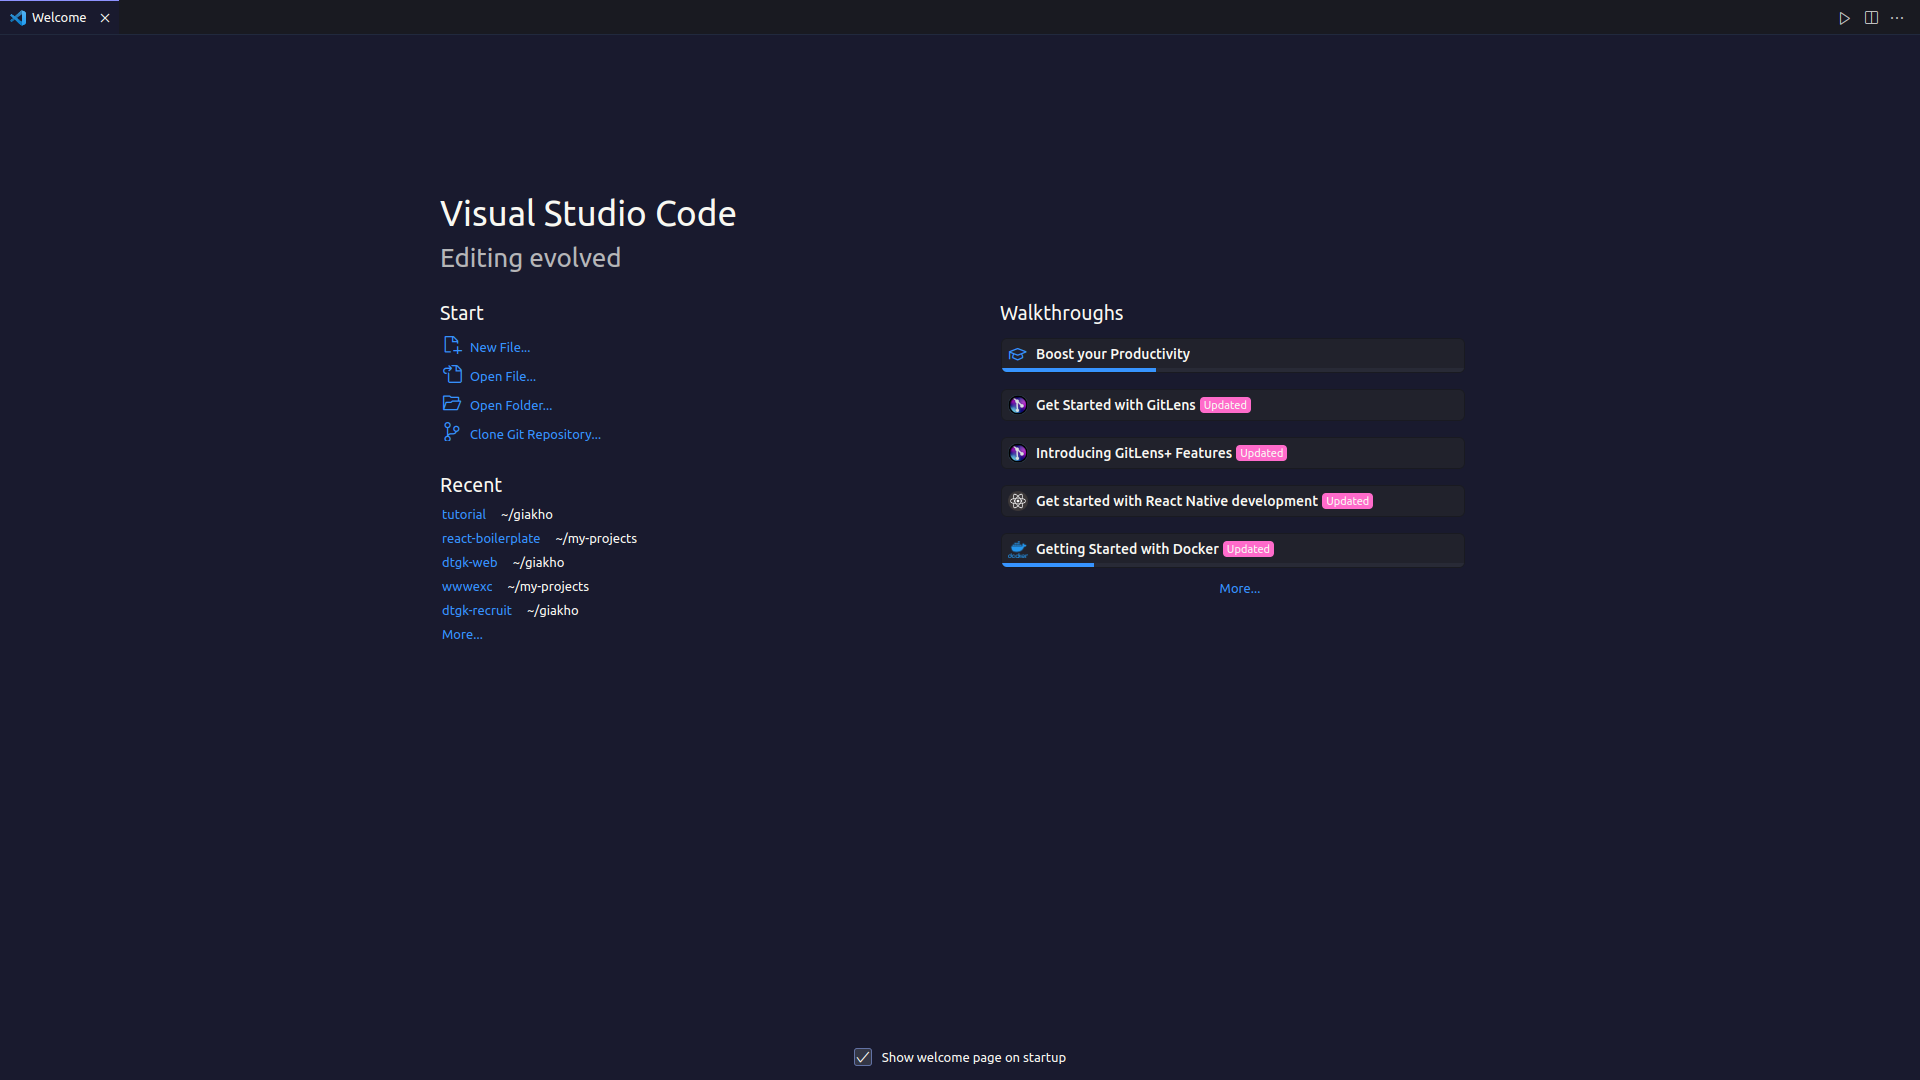 Welcome
Visual Studio Code
Editing evolved
Start
New File...
Open File...
Open Folder...
Clone Git Repository...
Recent
tutorial ~/giakho
react-boilerplate ~/my-projects
dtgk-web ~/giakho
wwwexc ~/my-projects
dtgk-recruit ~/giakho
More...
Walkthroughs
Boost your Productivity
Get Started with GitLens Updated
Introducing GitLens+ Features Updated
Get started with React Native development Updated
docker
Getting Started with Docker Updated
More...
Show welcome page on startup